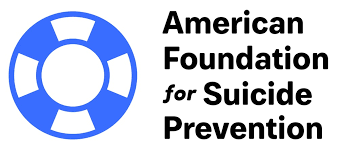 American
Foundation
for Suicide
Prevention